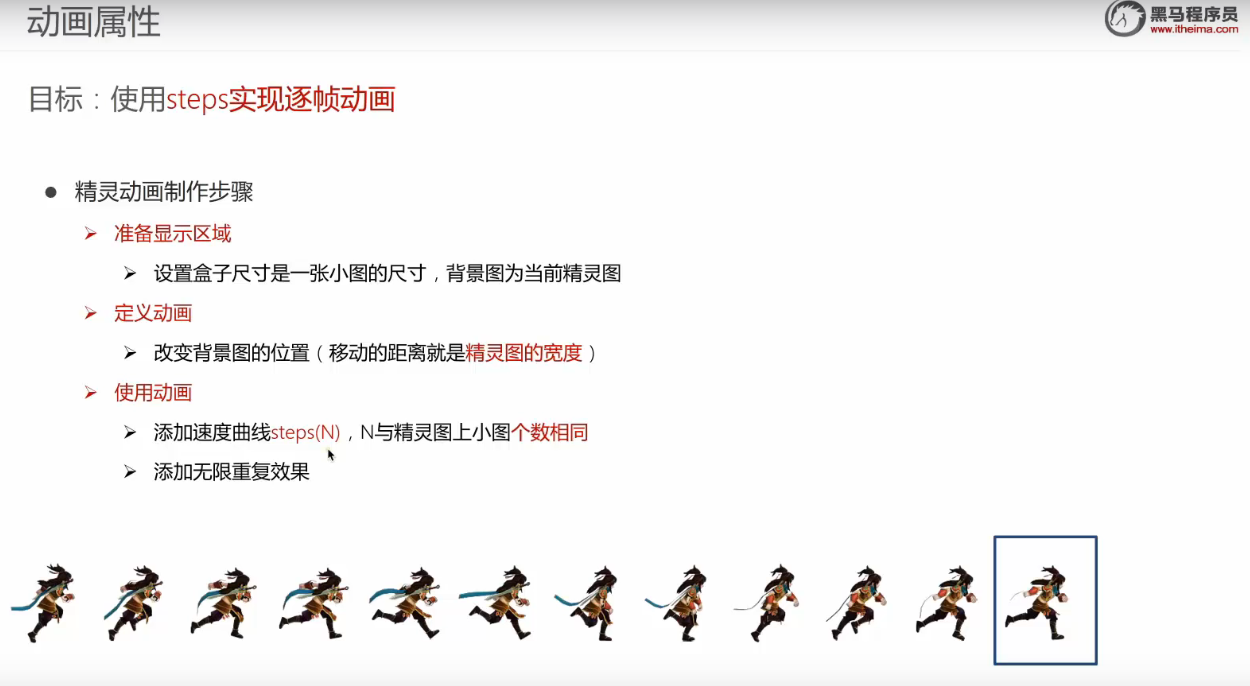 动画属性
黑马程序员
www.itheima.com
目标：使用steps实现逐帧动画
精灵动画制作步骤
准备显示区域
设置盒子尺寸是一张小图的尺寸，背景图为当前精灵图
定义动画
改变背景图的位置（移动的距离就是精灵图的宽度）
使用动画
添加速度曲线steps(N)，N与精灵图上小图个数相同
添加无限重复效果